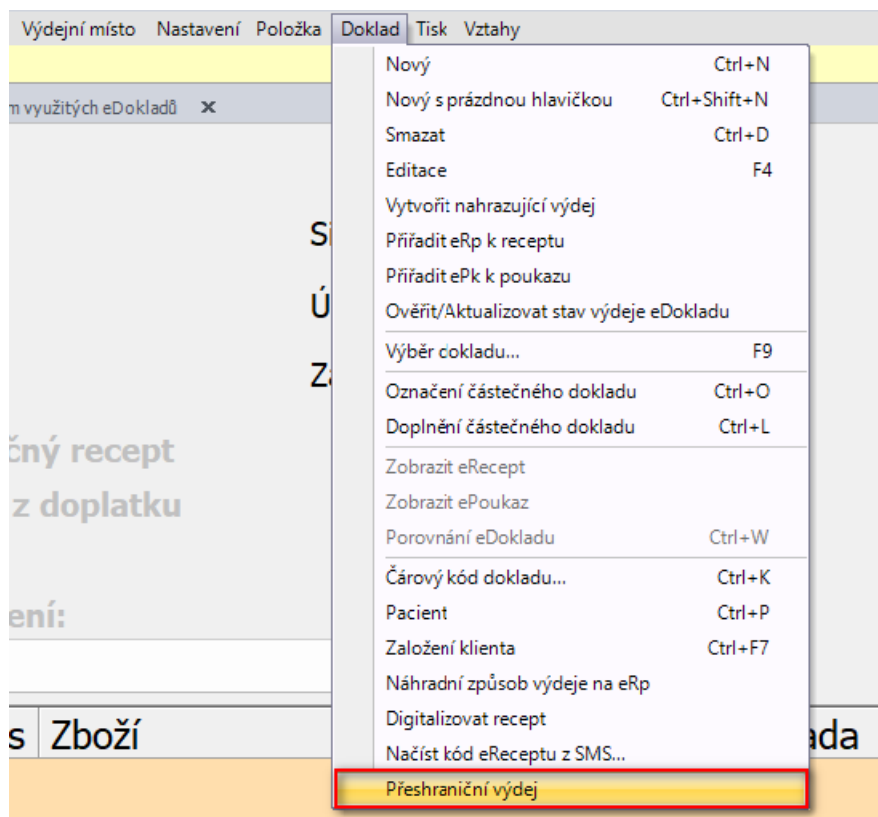 Výdejní místo Nastavení Položka Doklad Tisk Vztahy
Nový Ctrl+N
m využitých eDokladů ×
Nový s prázdnou hlavičkou Ctrl+Shift+N
Smazat Ctrl+D
Editace F4
Vytvořit nahrazující výdej
Přiřadit eRp k receptu
Přiřadit ePk k poukazu
Ověřit/Aktualizovat stav výdeje eDokladu
Výběr dokladu... F9
Označení částečného dokladu Ctrl+O
Doplnění částečného dokladu Ctrl+L
čný recept
Zobrazit eRecept
z doplatku
Zobrazit ePoukaz
Porovnání eDokladu Ctrl+W
Čárový kód dokladu... Ctrl+K
ení:
Pacient Ctrl+P
Založení klienta Ctrl+F7
Náhradní způsob výdeje na eRp
Digitalizovat recept
s Zboží ada
Načíst kód eReceptu z SMS...
Přeshraniční výdej